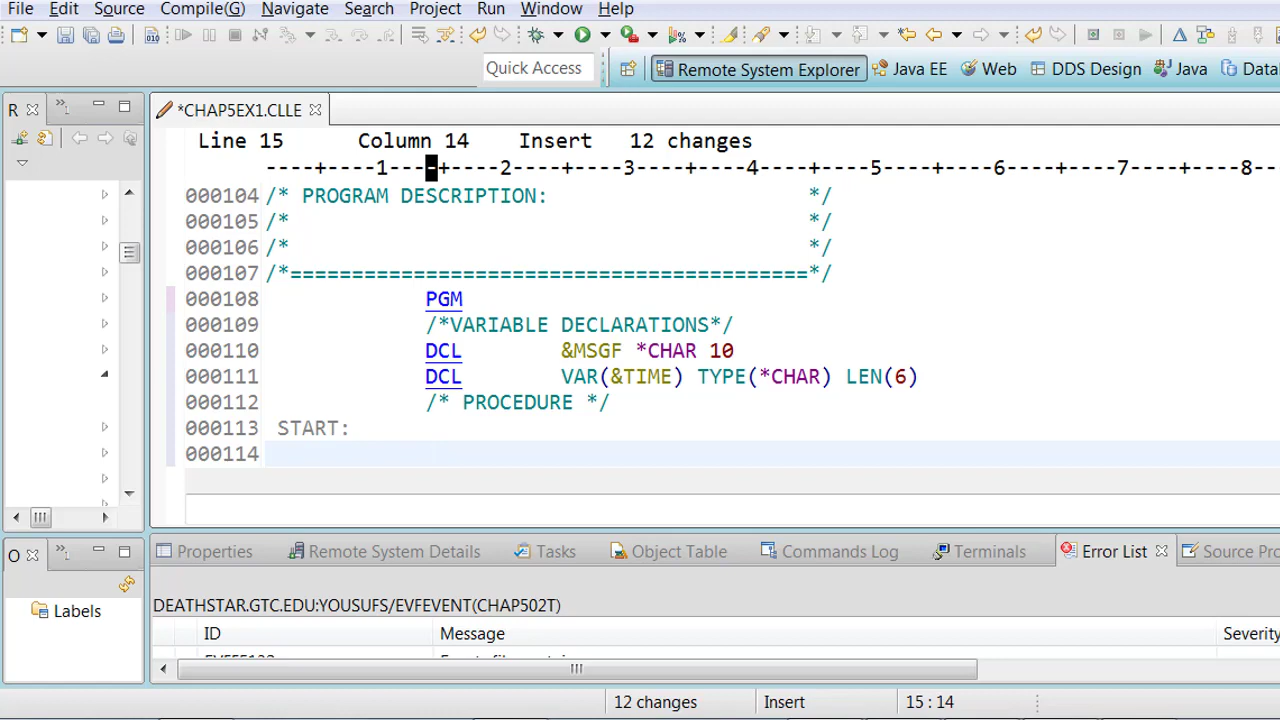 File Edit Source Compile(G) Navigate Search Project Run Window Help
Quick Access Remote System Explorer Java EE Web DDS Design Java Data
R *CHAP5EX1.CLLE
Line 15 Column 14 Insert 12 changes
----+----1----+----2----+----3----+----4----+----5----+----6----+----7----+----8--
000104 /* PROGRAM DESCRIPTION: */
000105 /* */
000106 /* */
000107 /*==========================================*/
000108 PGM
000109 /*VARIABLE DECLARATIONS*/
000110 DCL &MSGF *CHAR 10
000111 DCL VAR(&TIME) TYPE(*CHAR) LEN(6)
000112 /* PROCEDURE */
000113 START:
000114
O Properties Remote System Details Tasks Object Table Commands Log Terminals Error List Source Pro
Labels
DEATHSTAR.GTC.EDU:YOUSUFS/EVFEVENT(CHAP502T)
ID Message Severity
12 changes Insert 15 : 14